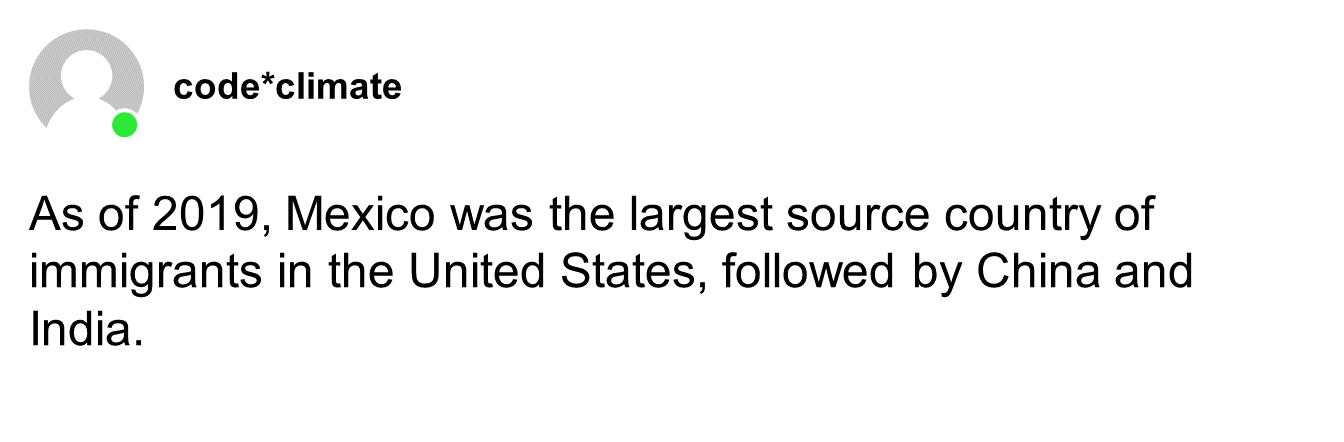 code*climate
As of 2019, Mexico was the largest source country of
immigrants in the United States, followed by China and
India.